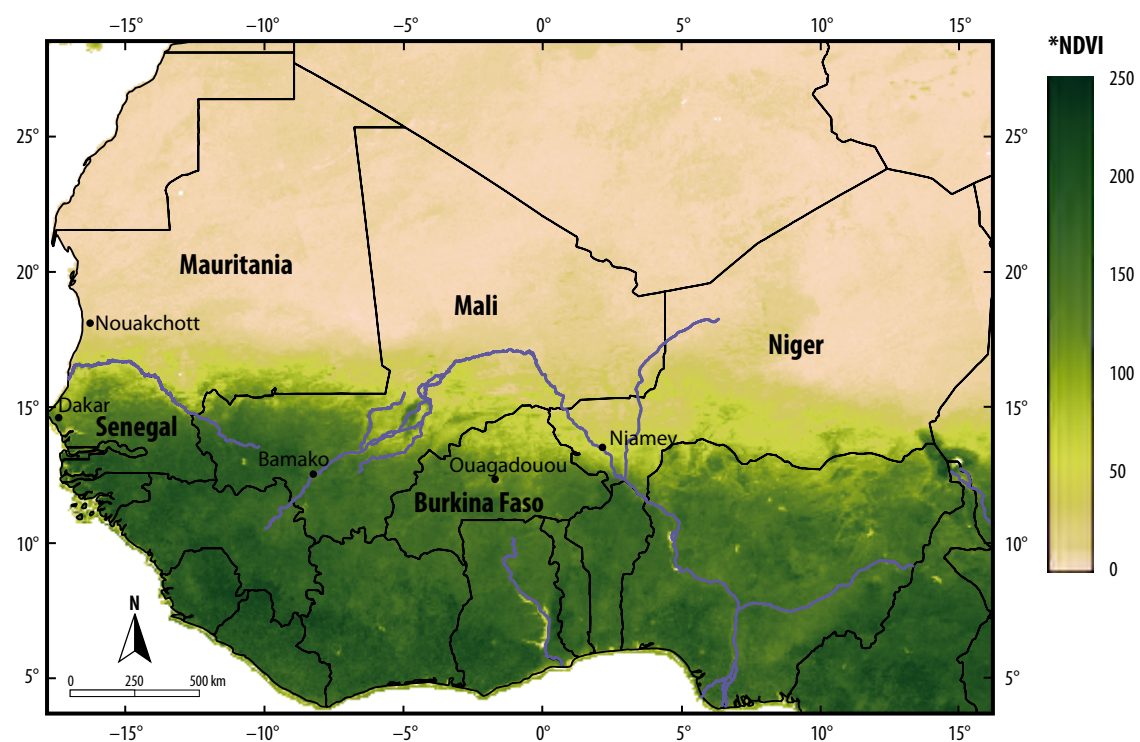 −15° −10° −5° 0° 5° 10° 15°
*NDVI
250
25° 25°
200
20° 20°
Mauritania
Mali
150
Nouakchott
Niger
100
15° 15°
Dakar
Senegal
Niamey
Bamako
Ouagadouou
50
Burkina Faso
10° 10°
0
N
0 250 500 km
5° 5°
−15° −10° −5° 0° 5° 10° 15°